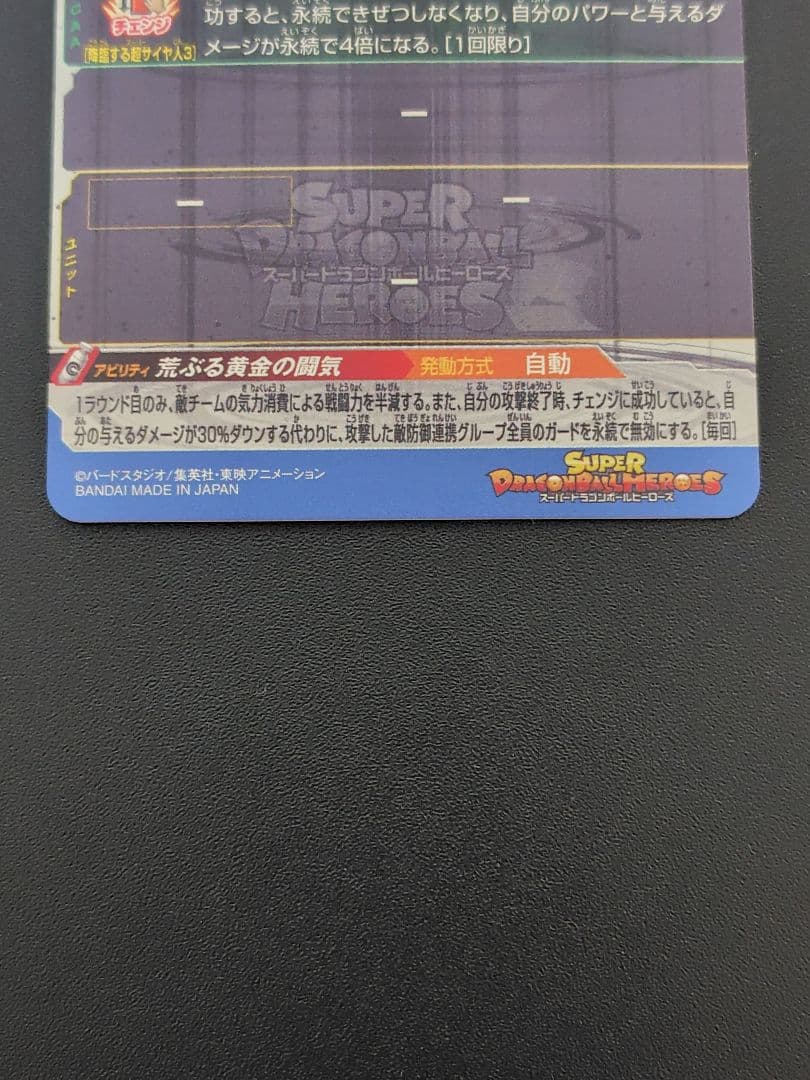 CAA
チェンジ
[降臨する超サイヤ人3]
功すると、永続できぜつしなくなり、自分のパワーと与えるダ
メージが永続で4倍になる。[1回限り]
ー
ユニット
ー
ー
ー
SUPER
DRAGONBALL
スーパードラゴンボールヒーローズ
HEROES
アビリティ 荒ぶる黄金の闘気 発動方式 自動
1ラウンド目のみ、敵チームの気力消費による戦闘力を半減する。また、自分の攻撃終了時、チェンジに成功していると、自
分の与えるダメージが30%ダウンする代わりに、攻撃した敵防御連携グループ全員のガードを永続で無効にする。[毎回]
©バードスタジオ/集英社・東映アニメーション
BANDAI MADE IN JAPAN
SUPER
DRAGONBALL HEROES
スーパードラゴンボールヒーローズ